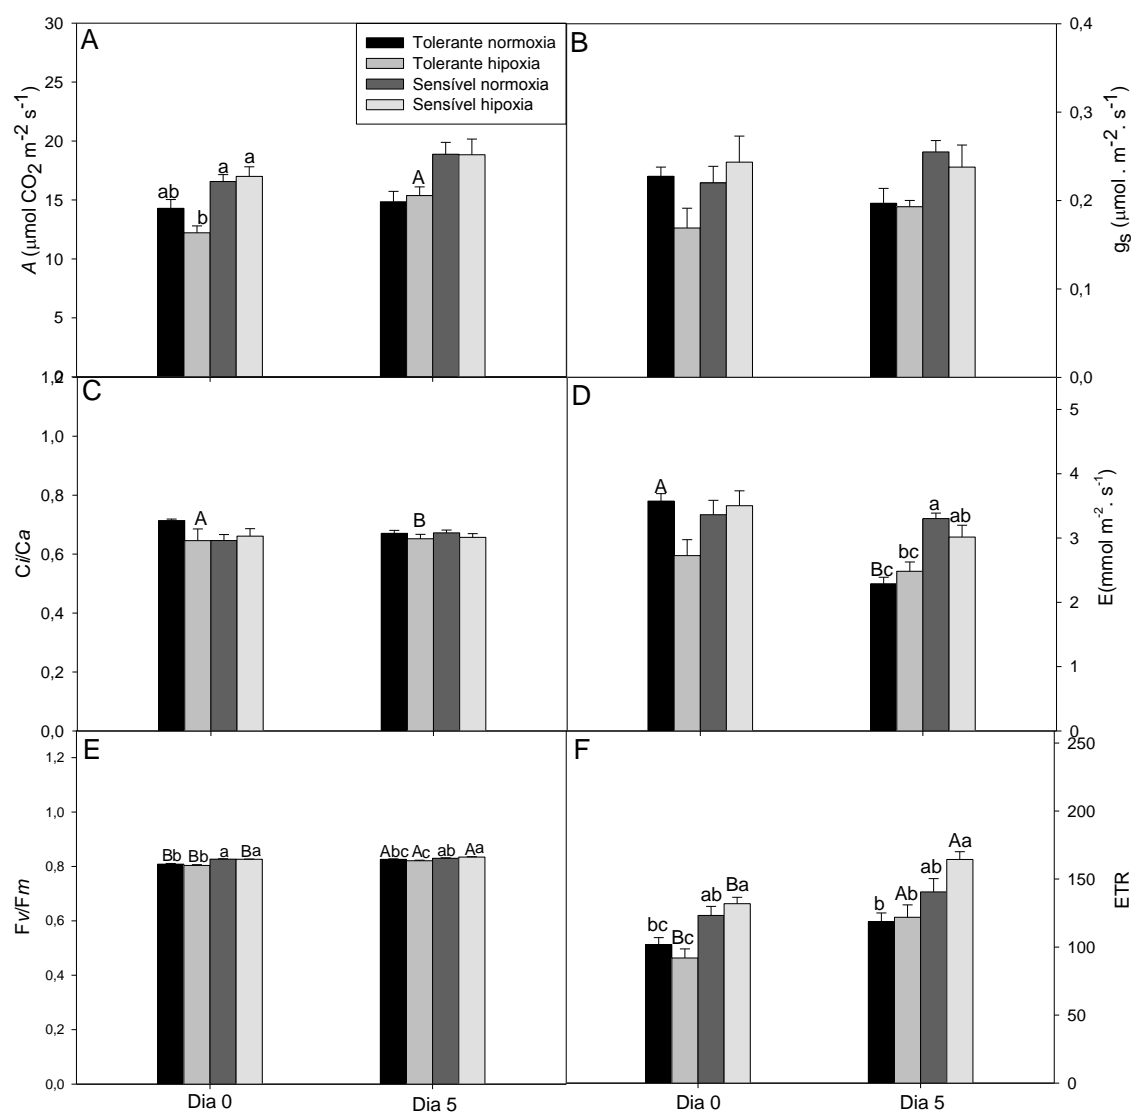 A
Tolerante normoxia
Tolerante hipoxia
Sensível normoxia
Sensível hipoxia
30
25
20
15
10
5
0
A (μmol CO2 m-2 s-1)
ab
b
a
a
A
B
0,4
0,3
0,2
0,1
0,0
gs (μmol . m-2. s-1)
C
1,2
1,0
0,8
0,6
0,4
0,2
0,0
Ci/Ca
A
B
D
5
4
3
2
1
0
E(mmol m-2. s-1)
A
Bc
bc
a
ab
E
1,2
1,0
0,8
0,6
0,4
0,2
0,0
Fv/Fm
Bb
Bb
a
Ba
Abc
Ac
ab
Aa
Dia 0
Dia 5
F
250
200
150
100
50
0
ETR
bc
Bc
ab
Ba
b
Ab
ab
Aa
Dia 0
Dia 5